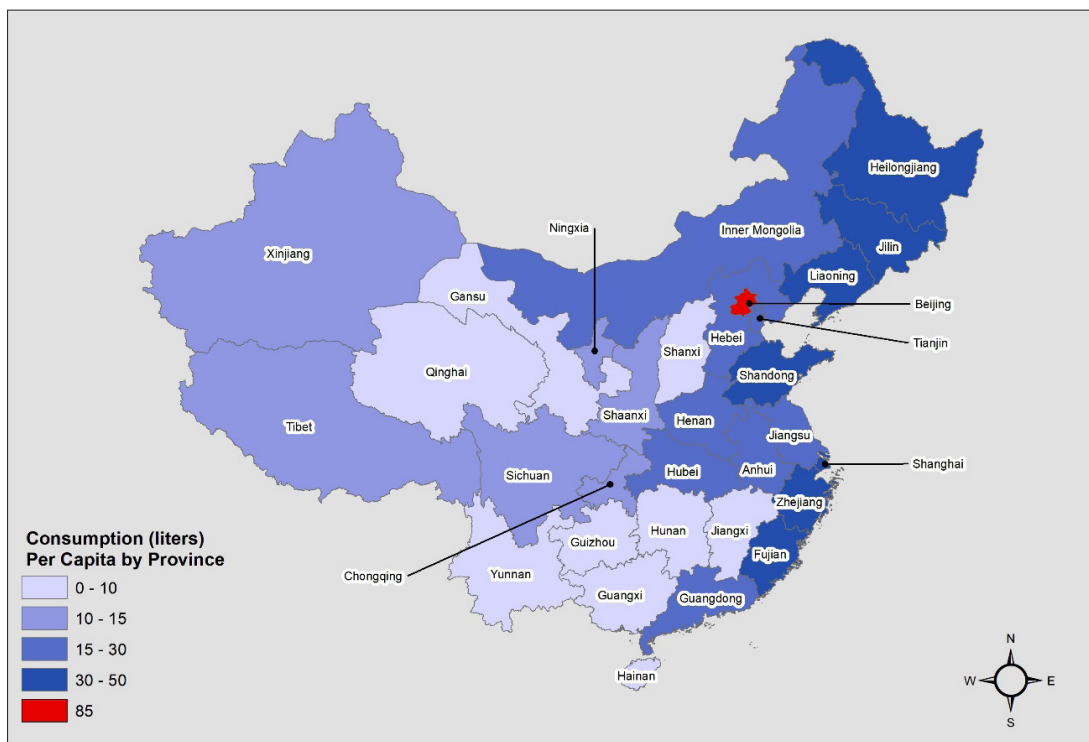 Heilongjiang
Ningxia
Inner Mongolia
Jilin
Xinjiang
Liaoning
Gansu
Beijing
Hebei
Tianjin
Shanxi
Qinghai
Shandong
Shaanxi
Henan
Tibet
Jiangsu
Shanghai
Sichuan
Hubei
Anhui
Zhejiang
Hunan
Jiangxi
Guizhou
Fujian
Chongqing
Yunnan
Guangxi
Guangdong
Hainan
Consumption (liters)
Per Capita by Province
0 - 10
10 - 15
15 - 30
30 - 50
85
N
W
E
S